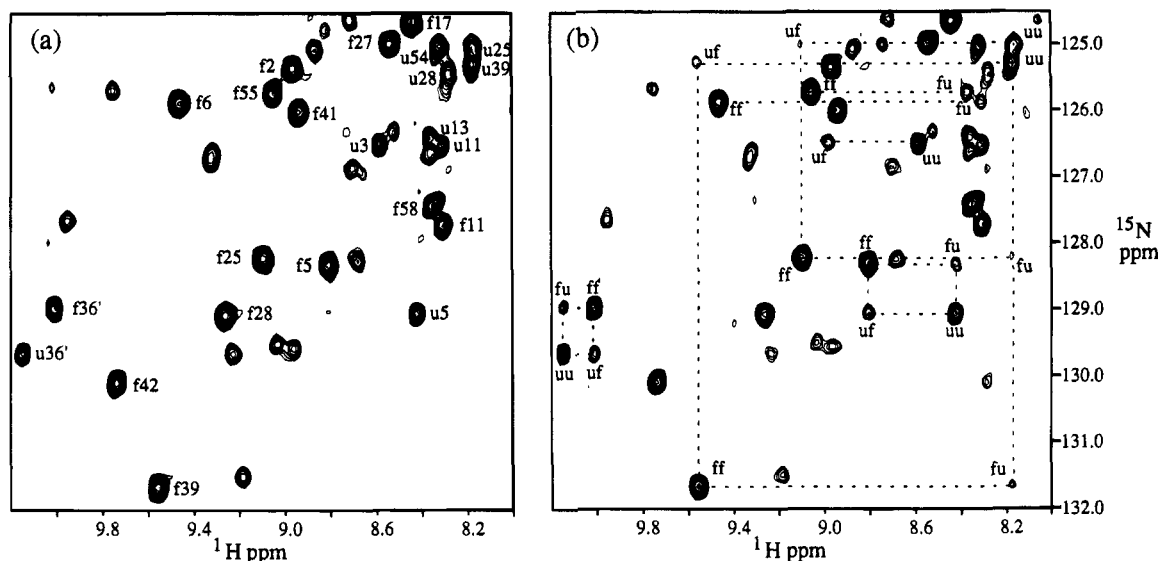 (a)
f17
f27
u25
u54
f2
u28
u39
f55
f6
f41
u13
u3
u11
f58
f11
f25
f5
f36'
f28
u5
u36'
f42
f39
9.8 9.4 9.0 8.6 8.2
¹H ppm
(b)
uf
uu
uf
uu
ff
fu
ff
fu
uf
uu
ff
fu
ff
fu
fu ff
uf
uu
uu uf
ff
fu
125.0
126.0
127.0
¹⁵N
ppm
128.0
129.0
130.0
131.0
132.0
9.8 9.4 9.0 8.6 8.2
¹H ppm